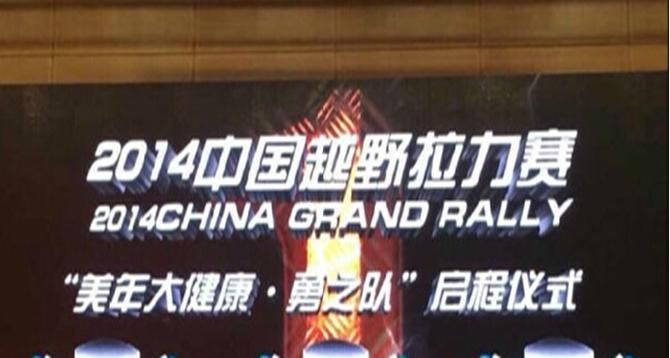 2014中国越野拉力赛
2014CHINA GRAND RALLY
“美年大健康·勇之队”启程仪式